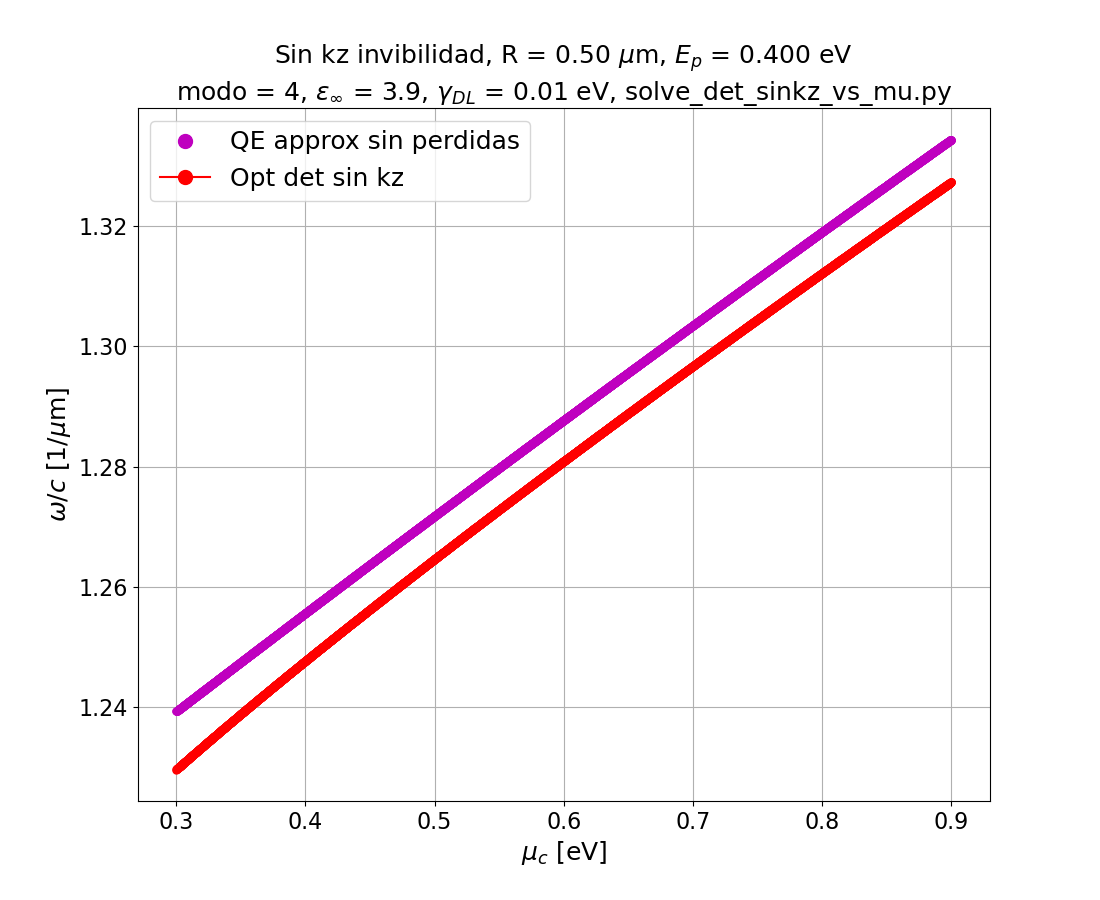 Sin kz invibilidad, R = 0.50 μm, E_p = 0.400 eV
modo = 4, ε_∞ = 3.9, γ_DL = 0.01 eV, solve_det_sinkz_vs_mu.py
QE approx sin perdidas
Opt det sin kz
1.32
1.30
1.28
1.26
1.24
ω/c [1/μm]
0.3 0.4 0.5 0.6 0.7 0.8 0.9
μ_c [eV]